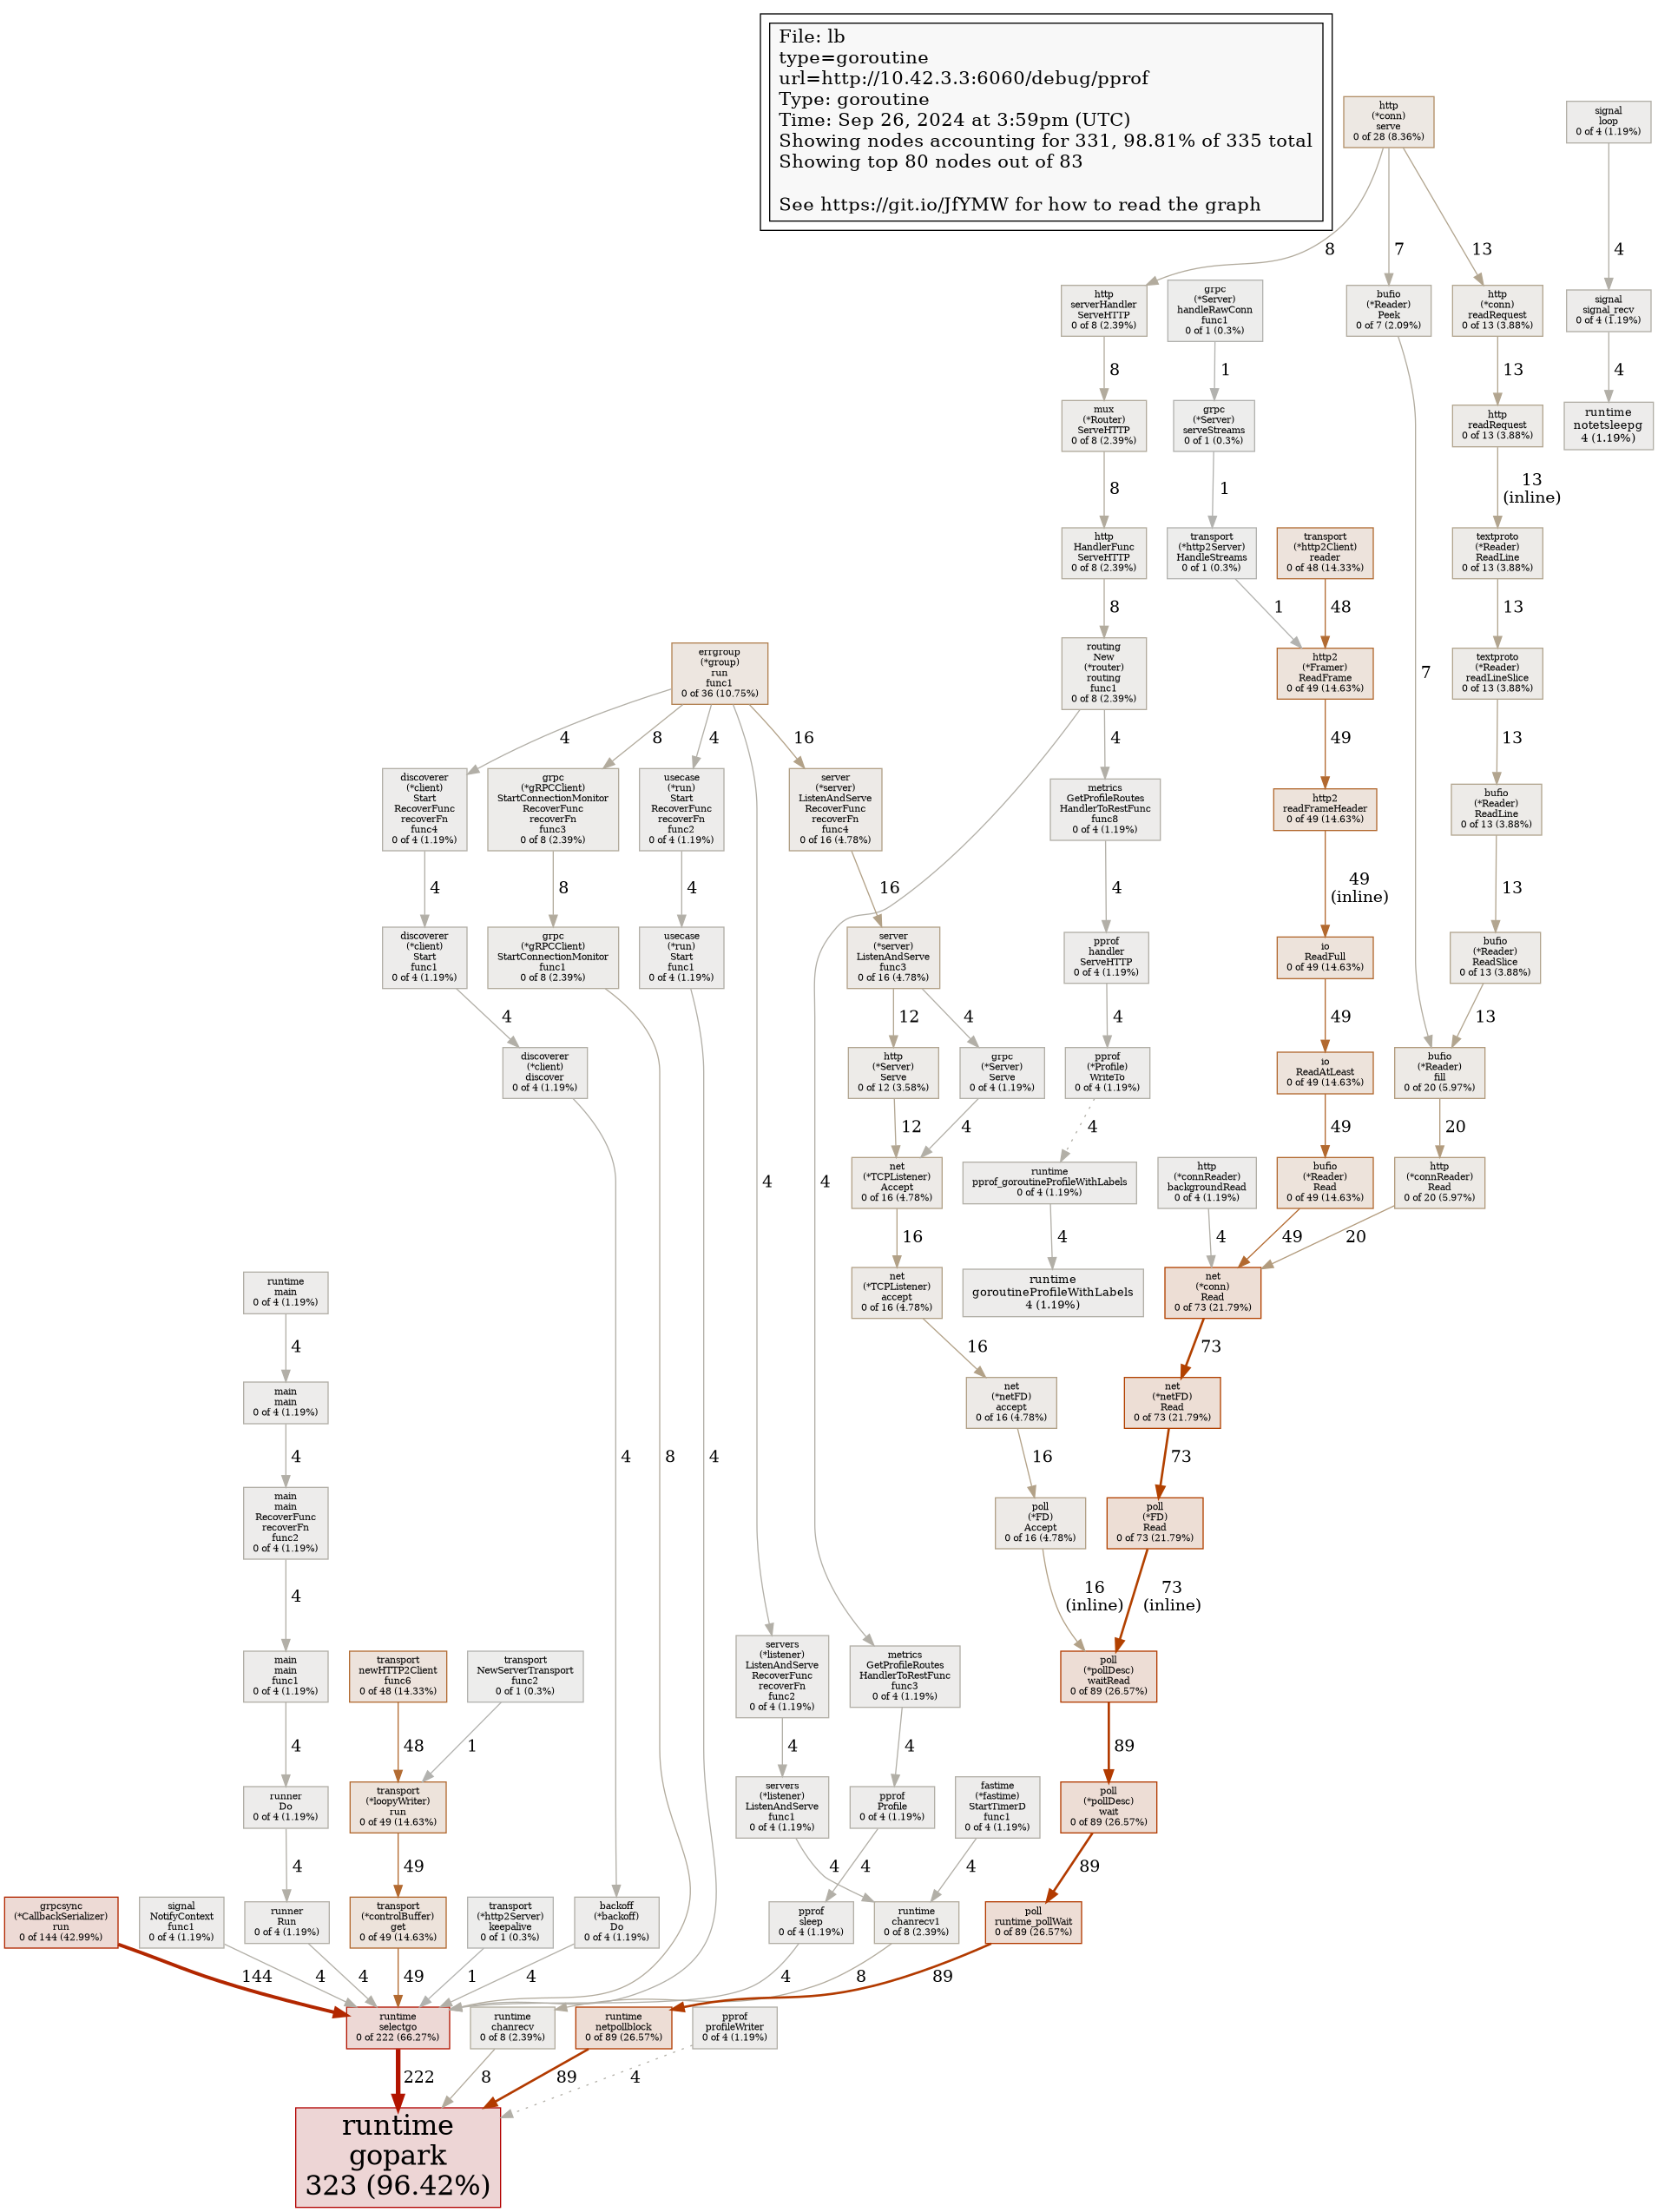 File: lb
type=goroutine
url=http://10.42.3.3:6060/debug/pprof
Type: goroutine
Time: Sep 26, 2024 at 3:59pm (UTC)
Showing nodes accounting for 331, 98.81% of 335 total
Showing top 80 nodes out of 83
See https://git.io/JfYMW for how to read the graph
http
(*conn)
serve
0 of 28 (8.36%)
signal
loop
0 of 4 (1.19%)
8
7
13
4
http
serverHandler
ServeHTTP
0 of 8 (2.39%)
grpc
(*Server)
handleRawConn
func1
0 of 1 (0.3%)
bufio
(*Reader)
Peek
0 of 7 (2.09%)
http
(*conn)
readRequest
0 of 13 (3.88%)
signal
signal_recv
0 of 4 (1.19%)
8
1
13
4
mux
(*Router)
ServeHTTP
0 of 8 (2.39%)
grpc
(*Server)
serveStreams
0 of 1 (0.3%)
http
readRequest
0 of 13 (3.88%)
runtime
notetsleepg
4 (1.19%)
8
1
13
(inline)
http
HandlerFunc
ServeHTTP
0 of 8 (2.39%)
transport
(*http2Server)
HandleStreams
0 of 1 (0.3%)
transport
(*http2Client)
reader
0 of 48 (14.33%)
textproto
(*Reader)
ReadLine
0 of 13 (3.88%)
8
1
48
13
errgroup
(*group)
run
func1
0 of 36 (10.75%)
routing
New
(*router)
routing
func1
0 of 8 (2.39%)
http2
(*Framer)
ReadFrame
0 of 49 (14.63%)
7
textproto
(*Reader)
readLineSlice
0 of 13 (3.88%)
4
8
4
16
4
49
13
discoverer
(*client)
Start
RecoverFunc
recoverFn
func4
0 of 4 (1.19%)
grpc
(*gRPCClient)
StartConnectionMonitor
RecoverFunc
recoverFn
func3
0 of 8 (2.39%)
usecase
(*run)
Start
RecoverFunc
recoverFn
func2
0 of 4 (1.19%)
server
(*server)
ListenAndServe
RecoverFunc
recoverFn
func4
0 of 16 (4.78%)
metrics
GetProfileRoutes
HandlerToRestFunc
func8
0 of 4 (1.19%)
http2
readFrameHeader
0 of 49 (14.63%)
bufio
(*Reader)
ReadLine
0 of 13 (3.88%)
4
8
4
16
4
49
(inline)
13
discoverer
(*client)
Start
func1
0 of 4 (1.19%)
grpc
(*gRPCClient)
StartConnectionMonitor
func1
0 of 8 (2.39%)
usecase
(*run)
Start
func1
0 of 4 (1.19%)
server
(*server)
ListenAndServe
func3
0 of 16 (4.78%)
pprof
handler
ServeHTTP
0 of 4 (1.19%)
io
ReadFull
0 of 49 (14.63%)
bufio
(*Reader)
ReadSlice
0 of 13 (3.88%)
4
12
4
4
49
13
discoverer
(*client)
discover
0 of 4 (1.19%)
http
(*Server)
Serve
0 of 12 (3.58%)
grpc
(*Server)
Serve
0 of 4 (1.19%)
pprof
(*Profile)
WriteTo
0 of 4 (1.19%)
io
ReadAtLeast
0 of 49 (14.63%)
bufio
(*Reader)
fill
0 of 20 (5.97%)
12
4
4
49
20
4
4
net
(*TCPListener)
Accept
0 of 16 (4.78%)
runtime
pprof_goroutineProfileWithLabels
0 of 4 (1.19%)
http
(*connReader)
backgroundRead
0 of 4 (1.19%)
bufio
(*Reader)
Read
0 of 49 (14.63%)
http
(*connReader)
Read
0 of 20 (5.97%)
16
4
4
49
20
runtime
main
0 of 4 (1.19%)
net
(*TCPListener)
accept
0 of 16 (4.78%)
runtime
goroutineProfileWithLabels
4 (1.19%)
net
(*conn)
Read
0 of 73 (21.79%)
4
16
73
main
main
0 of 4 (1.19%)
net
(*netFD)
accept
0 of 16 (4.78%)
net
(*netFD)
Read
0 of 73 (21.79%)
4
4
8
4
16
73
main
main
RecoverFunc
recoverFn
func2
0 of 4 (1.19%)
poll
(*FD)
Accept
0 of 16 (4.78%)
poll
(*FD)
Read
0 of 73 (21.79%)
4
16
(inline)
73
(inline)
main
main
func1
0 of 4 (1.19%)
transport
newHTTP2Client
func6
0 of 48 (14.33%)
transport
NewServerTransport
func2
0 of 1 (0.3%)
servers
(*listener)
ListenAndServe
RecoverFunc
recoverFn
func2
0 of 4 (1.19%)
metrics
GetProfileRoutes
HandlerToRestFunc
func3
0 of 4 (1.19%)
poll
(*pollDesc)
waitRead
0 of 89 (26.57%)
4
48
1
4
4
89
runner
Do
0 of 4 (1.19%)
transport
(*loopyWriter)
run
0 of 49 (14.63%)
servers
(*listener)
ListenAndServe
func1
0 of 4 (1.19%)
pprof
Profile
0 of 4 (1.19%)
fastime
(*fastime)
StartTimerD
func1
0 of 4 (1.19%)
poll
(*pollDesc)
wait
0 of 89 (26.57%)
4
49
4
4
4
89
grpcsync
(*CallbackSerializer)
run
0 of 144 (42.99%)
signal
NotifyContext
func1
0 of 4 (1.19%)
runner
Run
0 of 4 (1.19%)
transport
(*controlBuffer)
get
0 of 49 (14.63%)
transport
(*http2Server)
keepalive
0 of 1 (0.3%)
backoff
(*backoff)
Do
0 of 4 (1.19%)
pprof
sleep
0 of 4 (1.19%)
runtime
chanrecv1
0 of 8 (2.39%)
poll
runtime_pollWait
0 of 89 (26.57%)
144
4
4
49
1
4
4
8
89
runtime
selectgo
0 of 222 (66.27%)
runtime
chanrecv
0 of 8 (2.39%)
runtime
netpollblock
0 of 89 (26.57%)
pprof
profileWriter
0 of 4 (1.19%)
222
8
89
4
runtime
gopark
323 (96.42%)